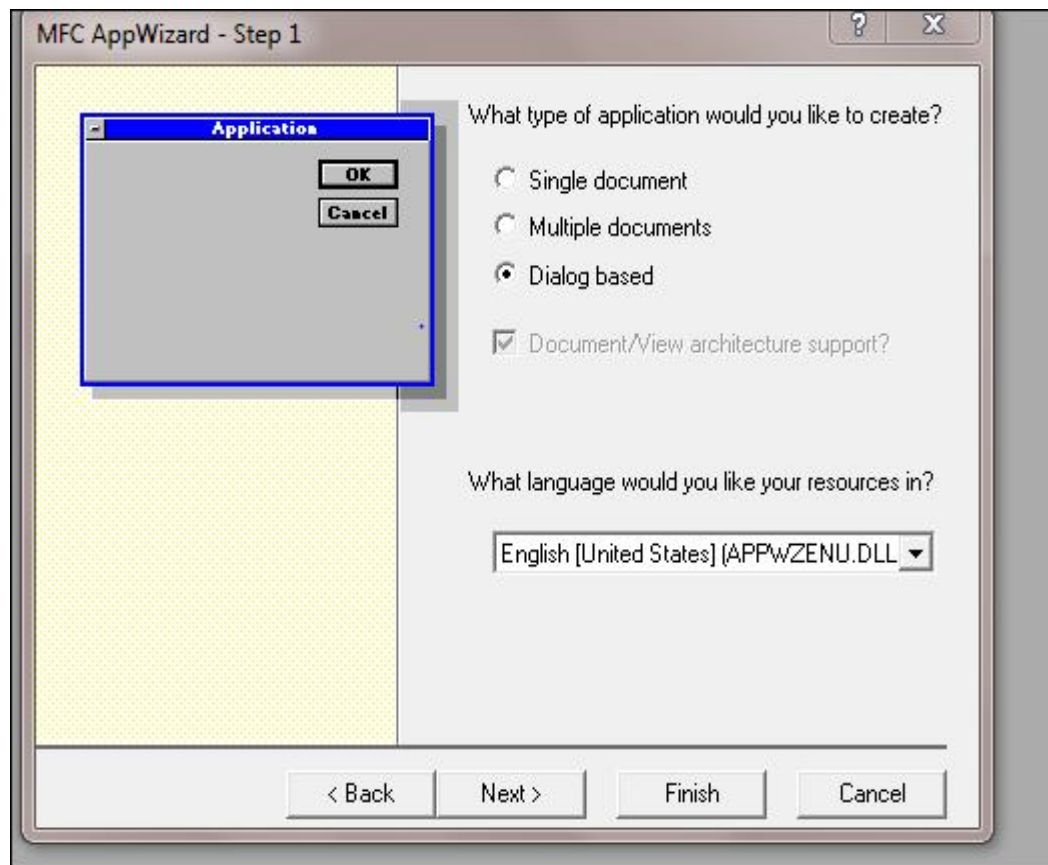 MFC AppWizard - Step 1
Application
OK
Cancel
What type of application would you like to create?
Single document
Multiple documents
Dialog based
Document/View architecture support?
What language would you like your resources in?
English [United States] (APPWZENU.DLL
< Back
Next >
Finish
Cancel